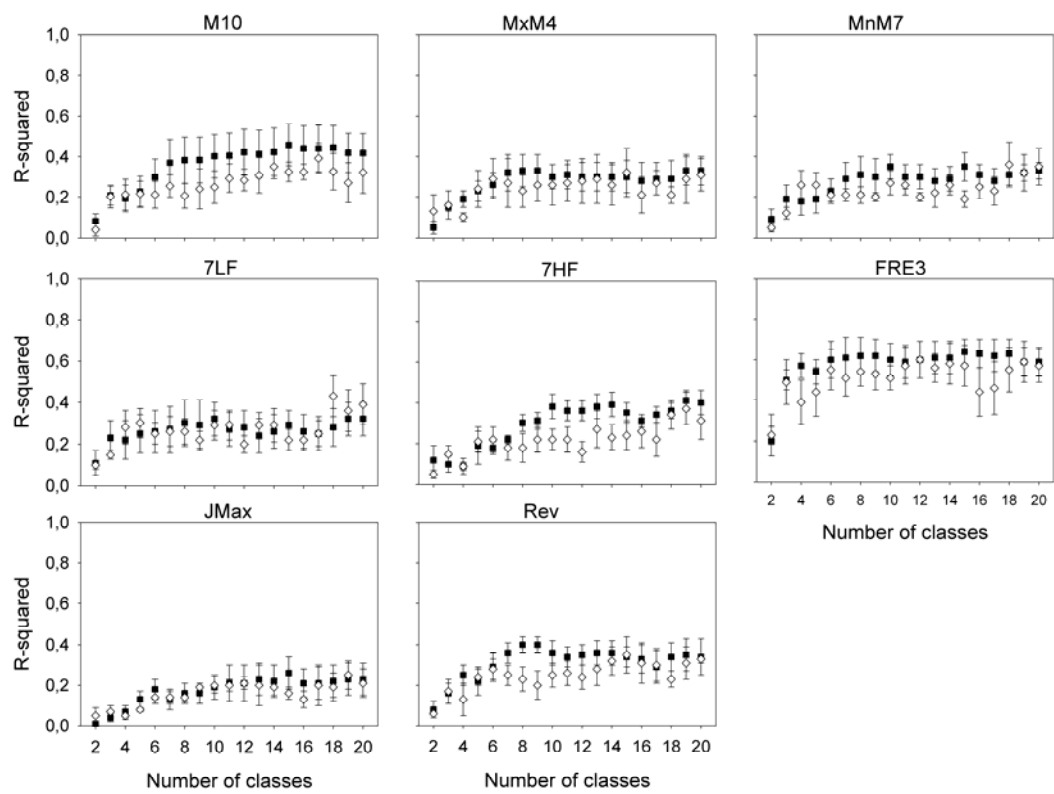 M10
MxM4
MnM7
R-squared
1,0
0,8
0,6
0,4
0,2
0,0
7LF
7HF
FRE3
R-squared
1,0
0,8
0,6
0,4
0,2
0,0
2 4 6 8 10 12 14 16 18 20
Number of classes
JMax
Rev
R-squared
1,0
0,8
0,6
0,4
0,2
0,0
2 4 6 8 10 12 14 16 18 20
2 4 6 8 10 12 14 16 18 20
Number of classes
Number of classes